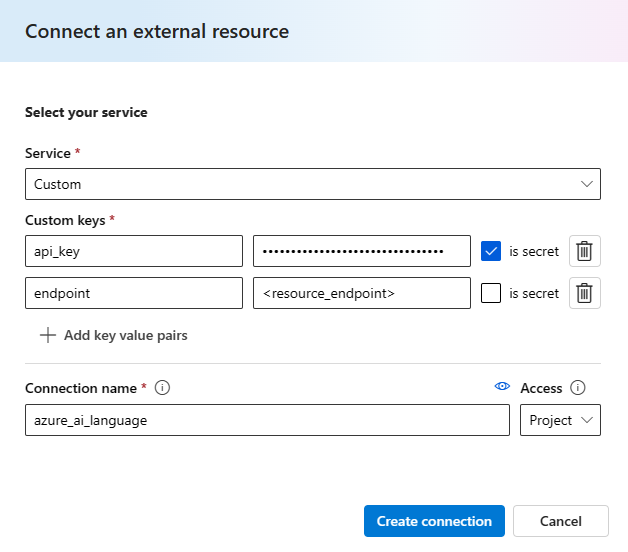 Connect an external resource
Select your service
Service *
Custom
Custom keys *
api_key •••••••••••••••••••••••••••••••• is secret
endpoint <resource_endpoint> is secret
Add key value pairs
Connection name * Access
azure_ai_language Project
Create connection Cancel